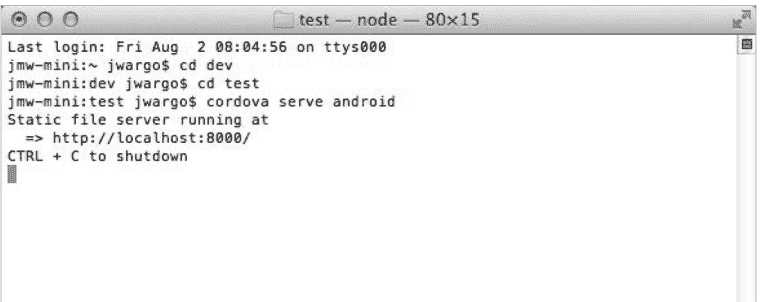 test — node — 80×15
Last login: Fri Aug  2 08:04:56 on ttys000
jmw-mini:~ jwargo$ cd dev
jmw-mini:dev jwargo$ cd test
jmw-mini:test jwargo$ cordova serve android
Static file server running at
  => http://localhost:8000/
CTRL + C to shutdown